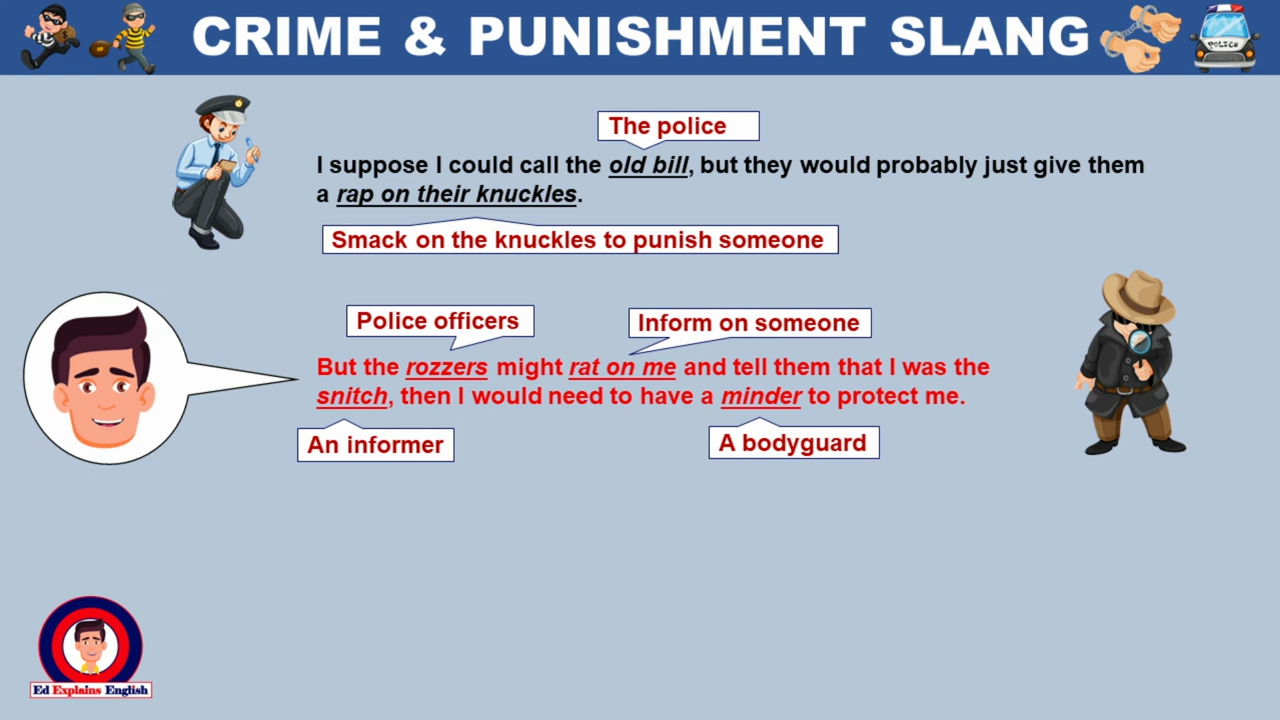 CRIME & PUNISHMENT SLANG
POLICE
The police
I suppose I could call the old bill, but they would probably just give them
a rap on their knuckles.
Smack on the knuckles to punish someone
Police officers
Inform on someone
But the rozzers might rat on me and tell them that I was the
snitch, then I would need to have a minder to protect me.
An informer
A bodyguard
Ed Explains English